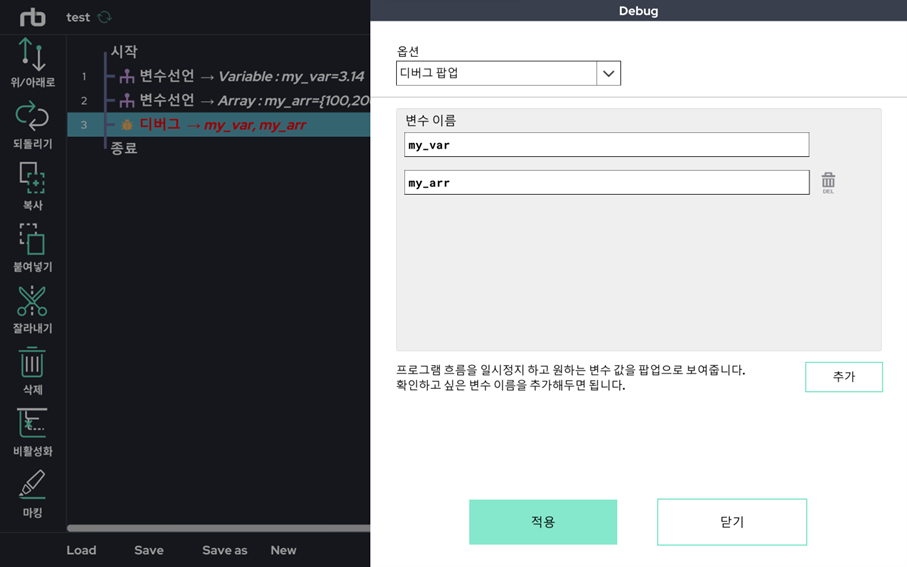 rb
test
Debug
위/아래로
되돌리기
복사
붙여넣기
잘라내기
삭제
비활성화
마킹
시작
1 변수선언 → Variable : my_var=3.14
2 변수선언 → Array : my_arr={100,20
3 디버그 → my_var, my_arr
종료
Load Save Save as New
옵션
디버그 팝업
변수 이름
my_var
my_arr
DEL
프로그램 흐름을 일시정지 하고 원하는 변수 값을 팝업으로 보여줍니다.
확인하고 싶은 변수 이름을 추가해두면 됩니다.
추가
적용
닫기